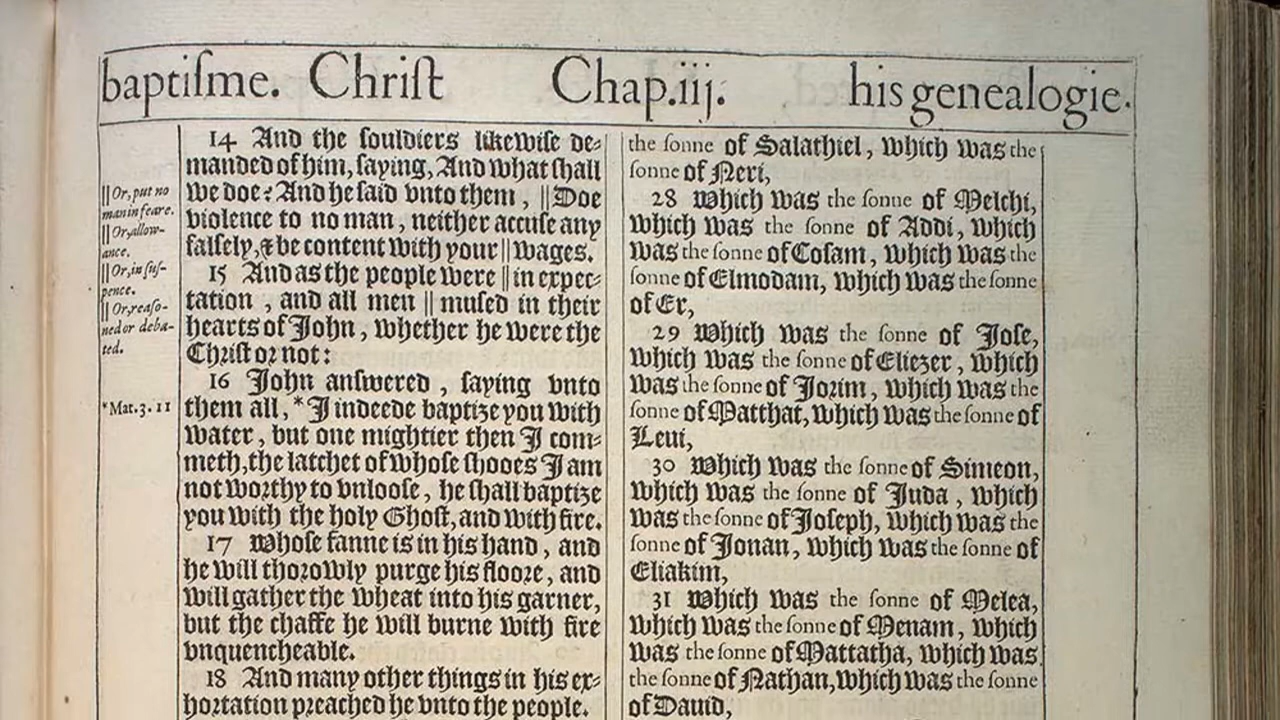 baptiſme. Chriſt Chap.iij. his genealogie.
|| Or, put no
man in feare.
|| Or, allow-
ance.
|| Or, in ſuſ-
pence.
|| Or, reaſo-
ned or deba-
ted.
*Mat. 3. 11
14 And the ſouldiers likewiſe de-
manded of him, ſaying, And what ſhall
we doe? And he ſaid vnto them, || Doe
violence to no man, neither accuſe any
falſely, & be content with your || wages.
15 And as the people were || in expec-
tation, and all men || muſed in their
hearts of John, whether he were the
Chriſt or not:
16 John anſwered, ſaying vnto
them all, * I indeede baptize you with
water, but one mightier then I com-
meth, the latchet of whoſe ſhooes I am
not worthy to vnlooſe, he ſhall baptize
you with the holy Ghoſt, and with fire.
17 Whoſe fanne is in his hand, and
he will thorowly purge his floore, and
will gather the wheat into his garner,
but the chaffe he will burne with fire
vnquencheable.
18 And many other things in his ex-
hortation preached he vnto the people.
the ſonne of Salathiel, which was the
ſonne of Neri,
28 Which was the ſonne of Melchi,
which was the ſonne of Addi, which
was the ſonne of Coſam, which was the
ſonne of Elmodam, which was the ſonne
of Er,
29 Which was the ſonne of Joſe,
which was the ſonne of Eliezer, which
was the ſonne of Jorim, which was the
ſonne of Matthat, which was the ſonne of
Leui,
30 Which was the ſonne of Simeon,
which was the ſonne of Juda, which
was the ſonne of Joſeph, which was the
ſonne of Jonan, which was the ſonne of
Eliakim,
31 Which was the ſonne of Melea,
which was the ſonne of Menam, which
was the ſonne of Mattatha, which was
the ſonne of Nathan, which was the ſonne
of Dauid,